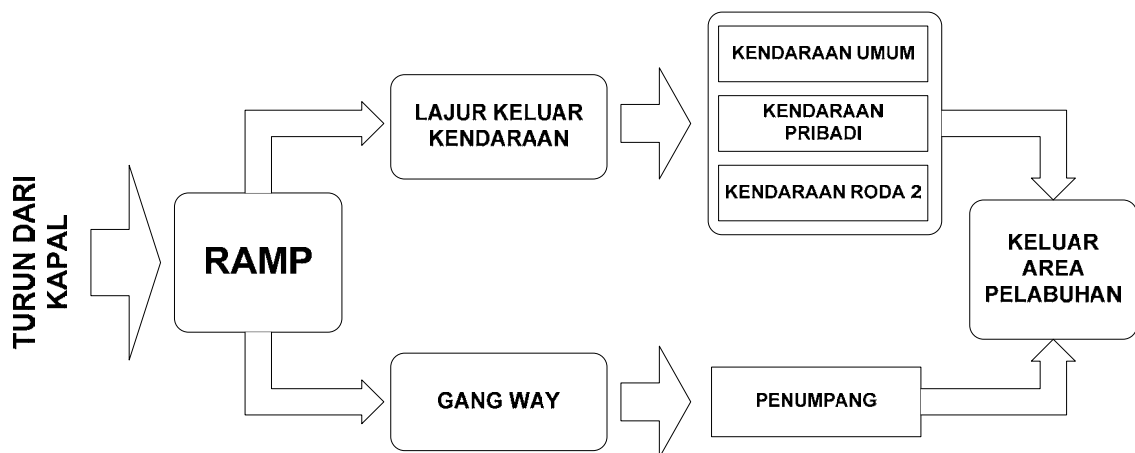 TURUN DARI
KAPAL
RAMP
LAJUR KELUAR
KENDARAAN
KENDARAAN UMUM
KENDARAAN
PRIBADI
KENDARAAN RODA 2
GANG WAY
PENUMPANG
KELUAR
AREA
PELABUHAN